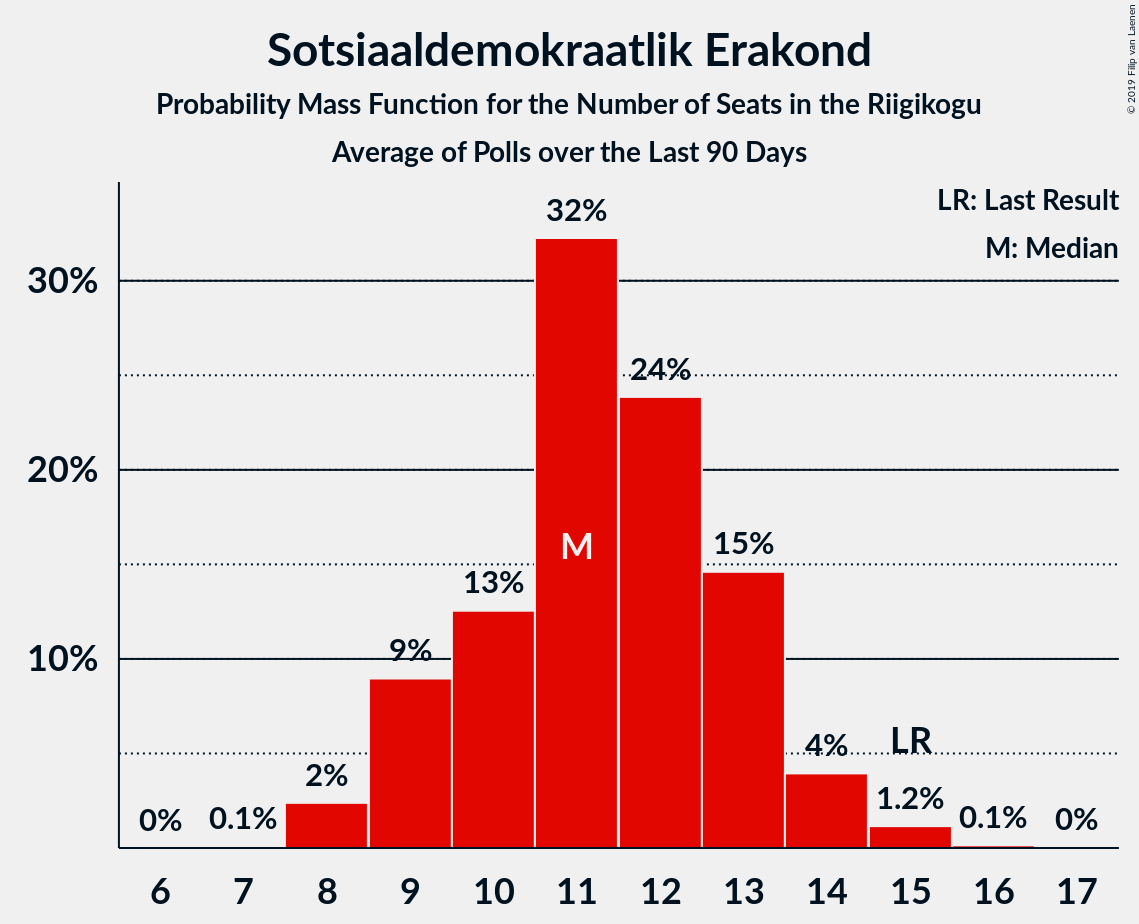 Sotsiaaldemokraatlik Erakond
Probability Mass Function for the Number of Seats in the Riigikogu
Average of Polls over the Last 90 Days
© 2019 Filip van Laenen
LR: Last Result
M: Median
30%
20%
10%
0%
0.1%
2%
9%
13%
32%
24%
15%
4%
1.2%
0.1%
0%
M
LR
6 7 8 9 10 11 12 13 14 15 16 17